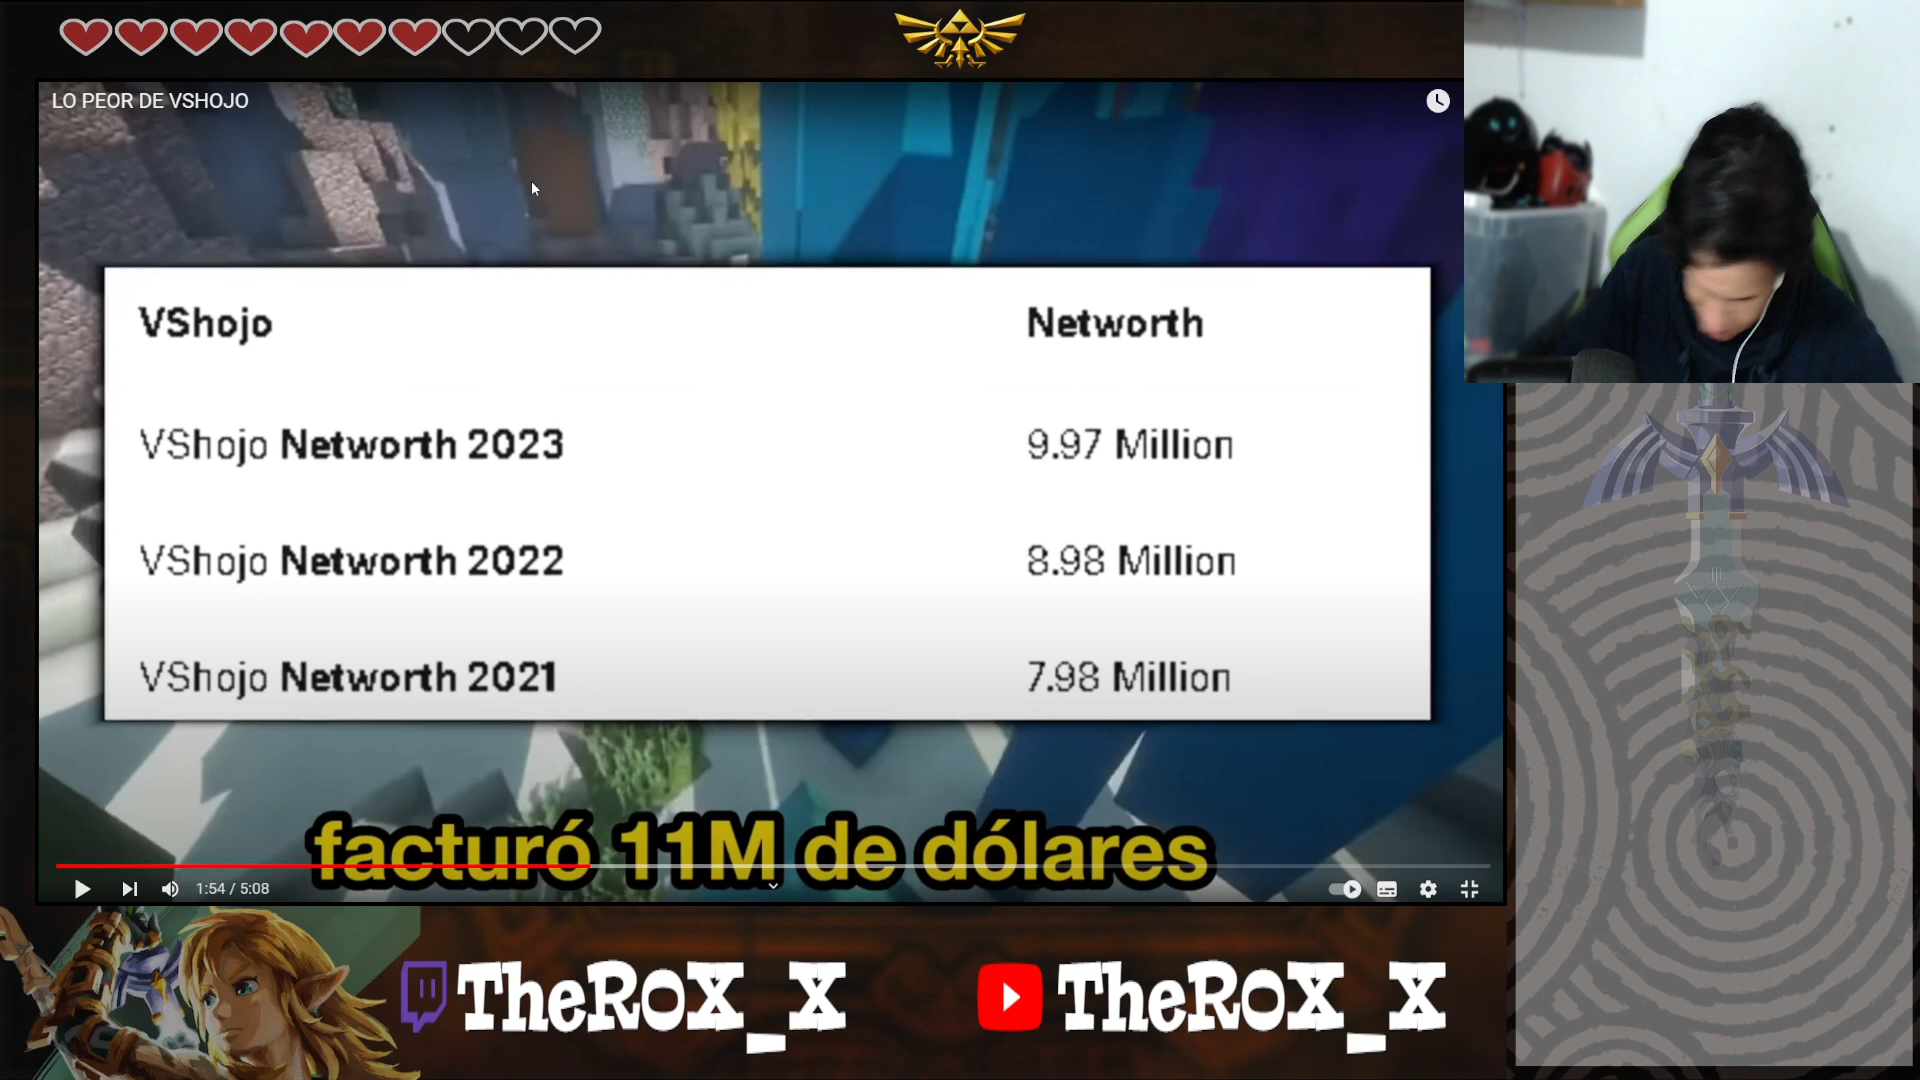 LO PEOR DE VSHOJO
VShojo Networth
VShojo Networth 2023 9.97 Million
VShojo Networth 2022 8.98 Million
VShojo Networth 2021 7.98 Million
facturó 11M de dólares
1:54 / 5:08
TheROX_X TheROX_X